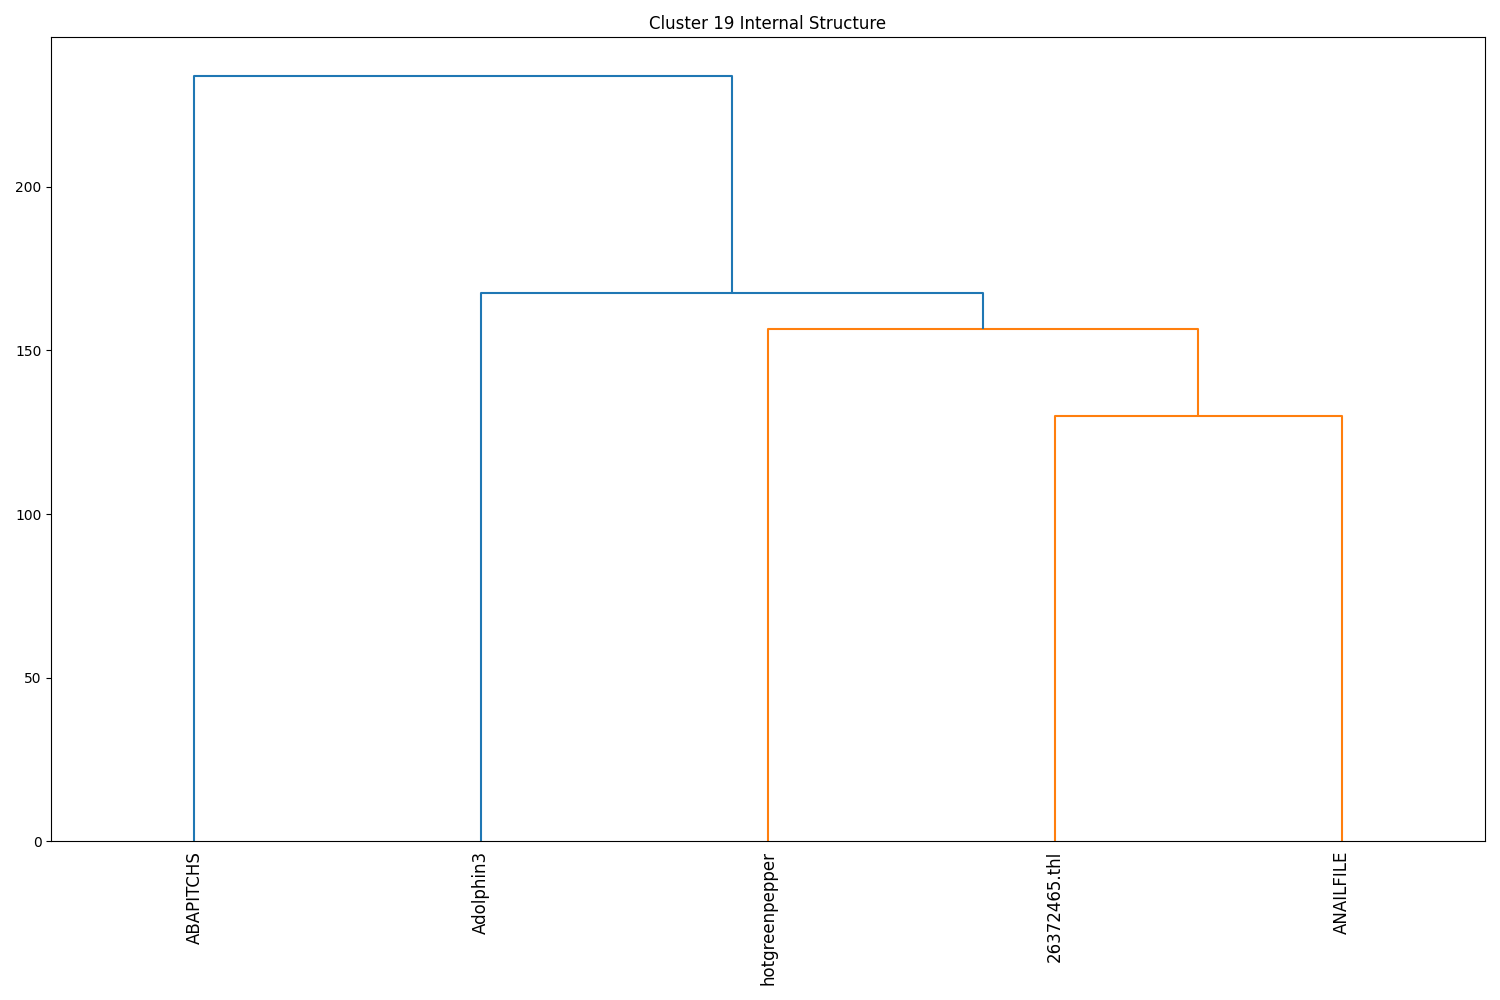 Cluster 19 Internal Structure
200
150
100
50
0
ABAPITCHS
Adolphin3
hotgreenpepper
26372465.thl
ANAILFILE